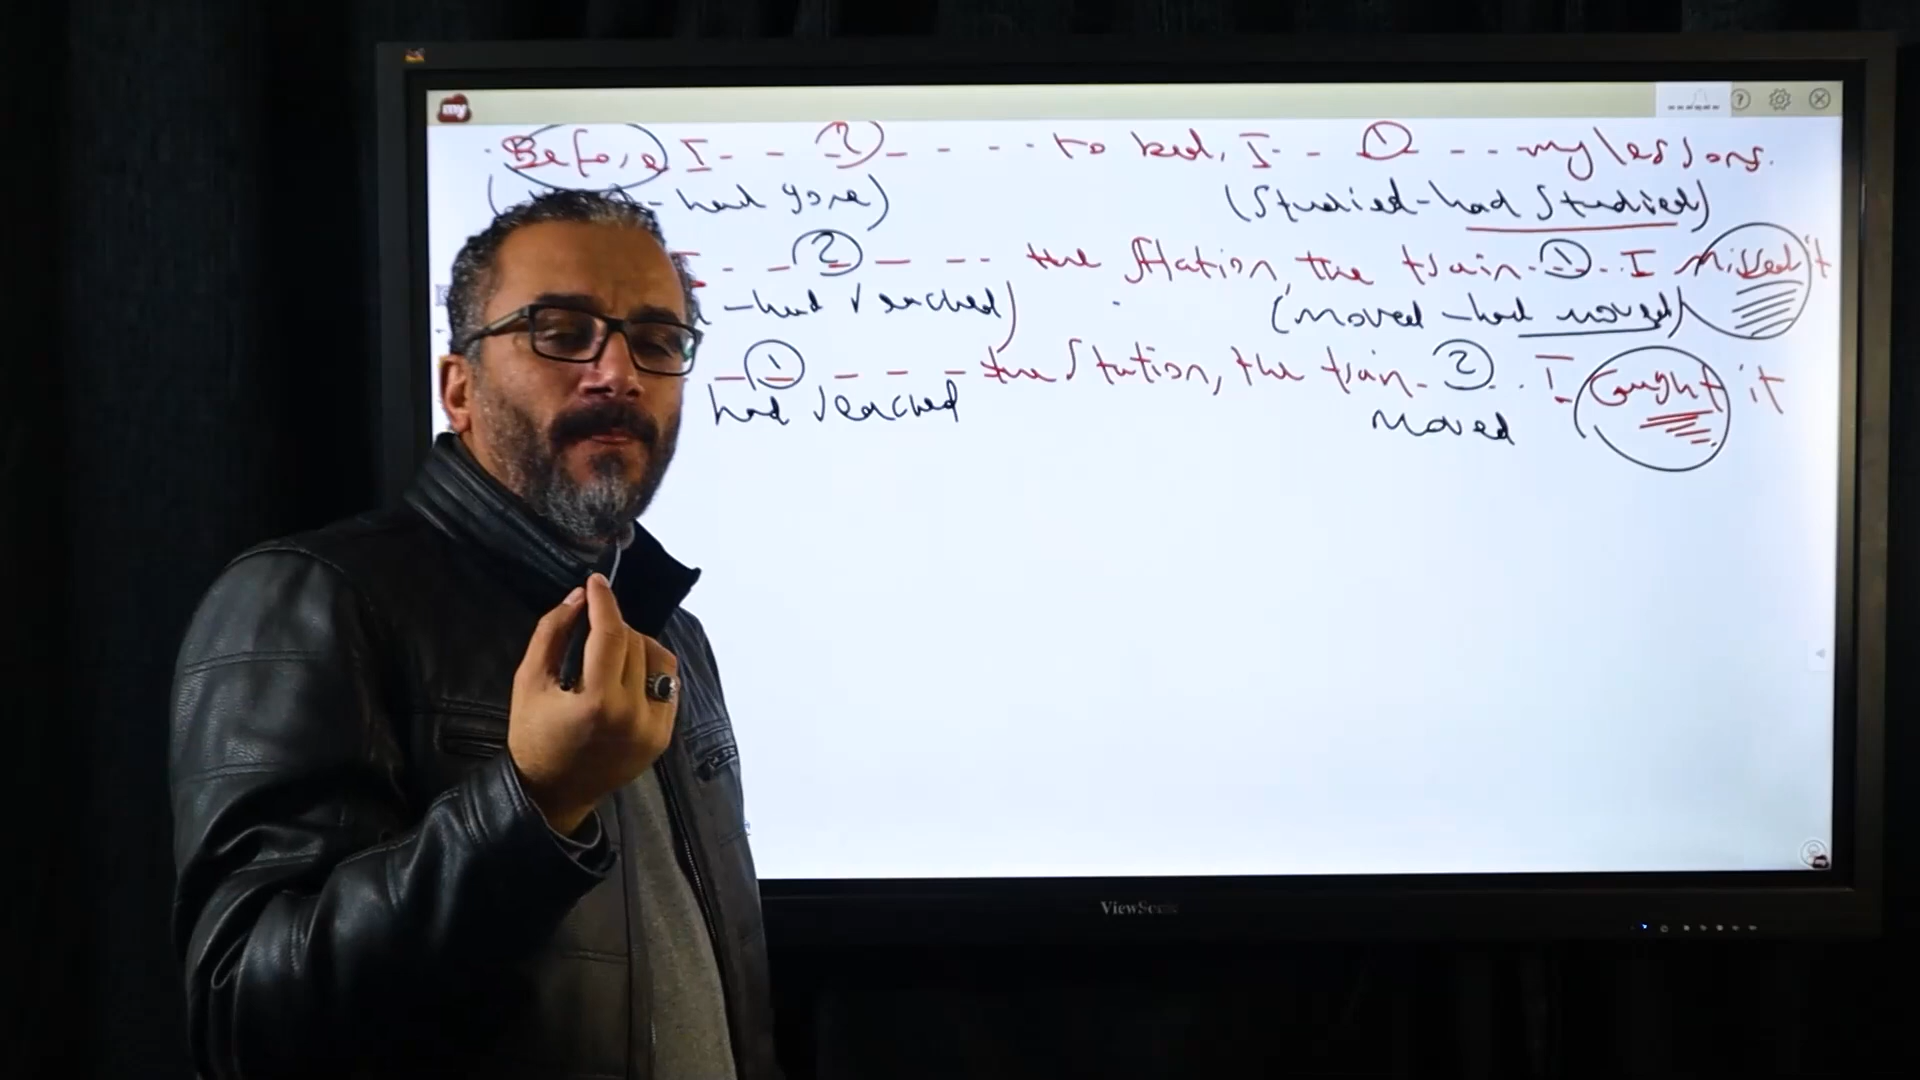 my
Before I - - ② - - - - to bed, I - ① - - my lessons.
- had gone) (studied - had studied)
I - - ② - - - the station, the train ① . . I missed it
- had reached) (moved - had moved)
- ① - - - - the station, the train - ② . . I caught it
had reached moved
ViewSonic